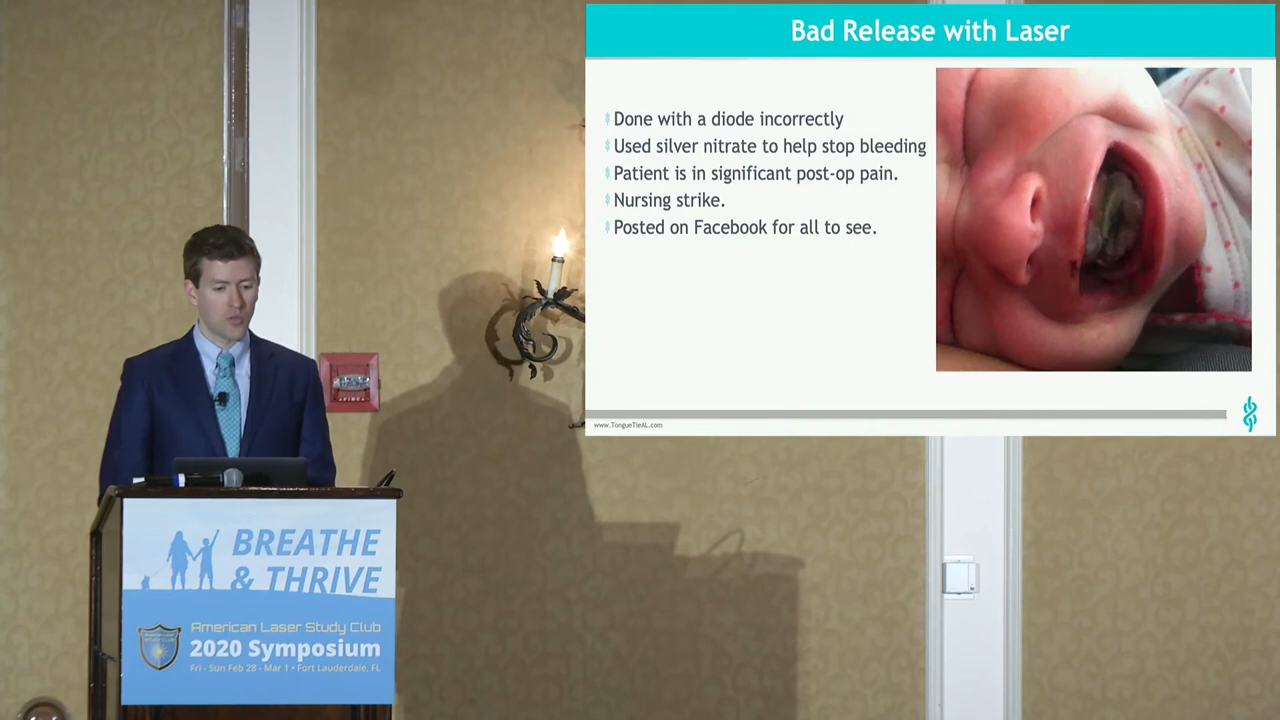 Bad Release with Laser
Done with a diode incorrectly
Used silver nitrate to help stop bleeding
Patient is in significant post-op pain.
Nursing strike.
Posted on Facebook for all to see.
www.TongueTieAL.com
BREATHE
& THRIVE
American Laser Study Club
2020 Symposium
Fri - Sun Feb 28 - Mar 1 • Fort Lauderdale, FL